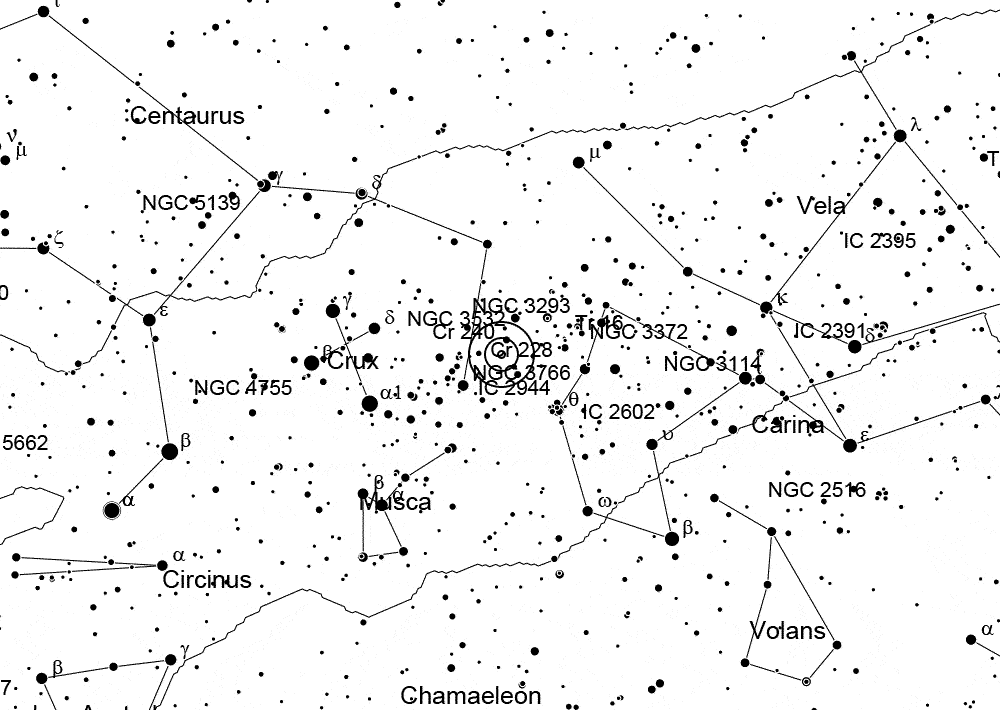 ι
Centaurus
λ
ν
μ
μ
T
γ
δ
NGC 5139
Vela
ζ
IC 2395
0
ε
γ
κ
NGC 3293
NGC 3532
δ
Tr 16
Cr 240
NGC 3372
IC 2391
δ
β
Crux
Cr 228
NGC 3766
NGC 3114
ι
NGC 4755
α1
IC 2944
θ
IC 2602
Carina
5662
β
υ
ε
β
α
Musca
NGC 2516
α
ω
β
α
Circinus
Volans
α
β
γ
7
Chamaeleon